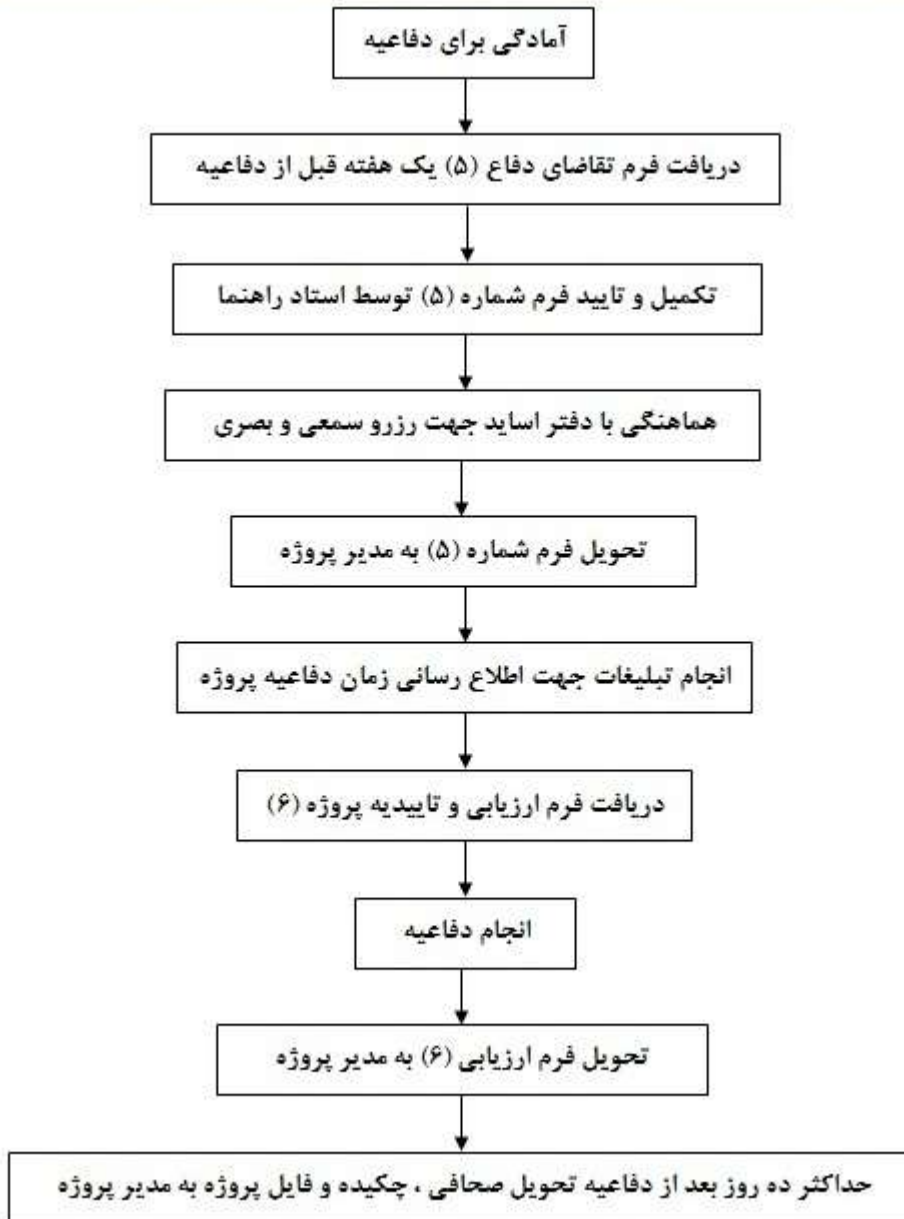 آمادگی برای دفاعیه
دریافت فرم تقاضای دفاع (۵) یک هفته قبل از دفاعیه
تکمیل و تایید فرم شماره (۵) توسط استاد راهنما
هماهنگی با دفتر اساید جهت رزرو سمعی و بصری
تحویل فرم شماره (۵) به مدیر پروژه
انجام تبلیغات جهت اطلاع رسانی زمان دفاعیه پروژه
دریافت فرم ارزیابی و تاییدیه پروژه (۶)
انجام دفاعیه
تحویل فرم ارزیابی (۶) به مدیر پروژه
حداکثر ده روز بعد از دفاعیه تحویل صحافی ، چکیده و فایل پروژه به مدیر پروژه